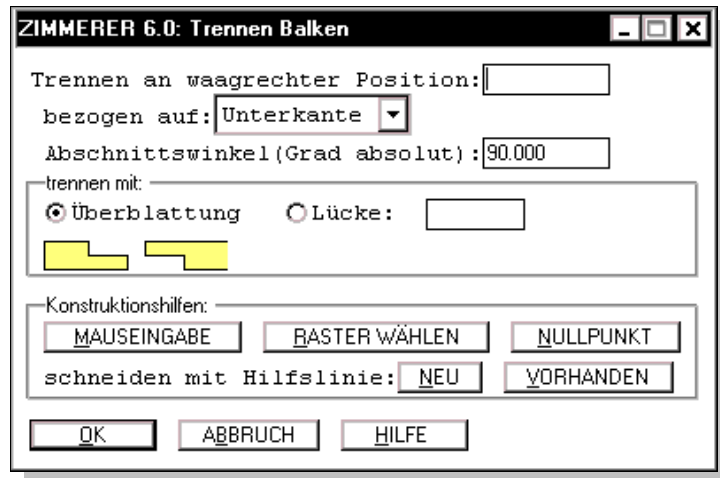 ZIMMERER 6.0: Trennen Balken
Trennen an waagrechter Position:
bezogen auf: Unterkante
Abschnittswinkel(Grad absolut): 90.000
trennen mit:
Überblattung Lücke:
Konstruktionshilfen:
MAUSEINGABE RASTER WÄHLEN NULLPUNKT
schneiden mit Hilfslinie: NEU VORHANDEN
OK ABBRUCH HILFE